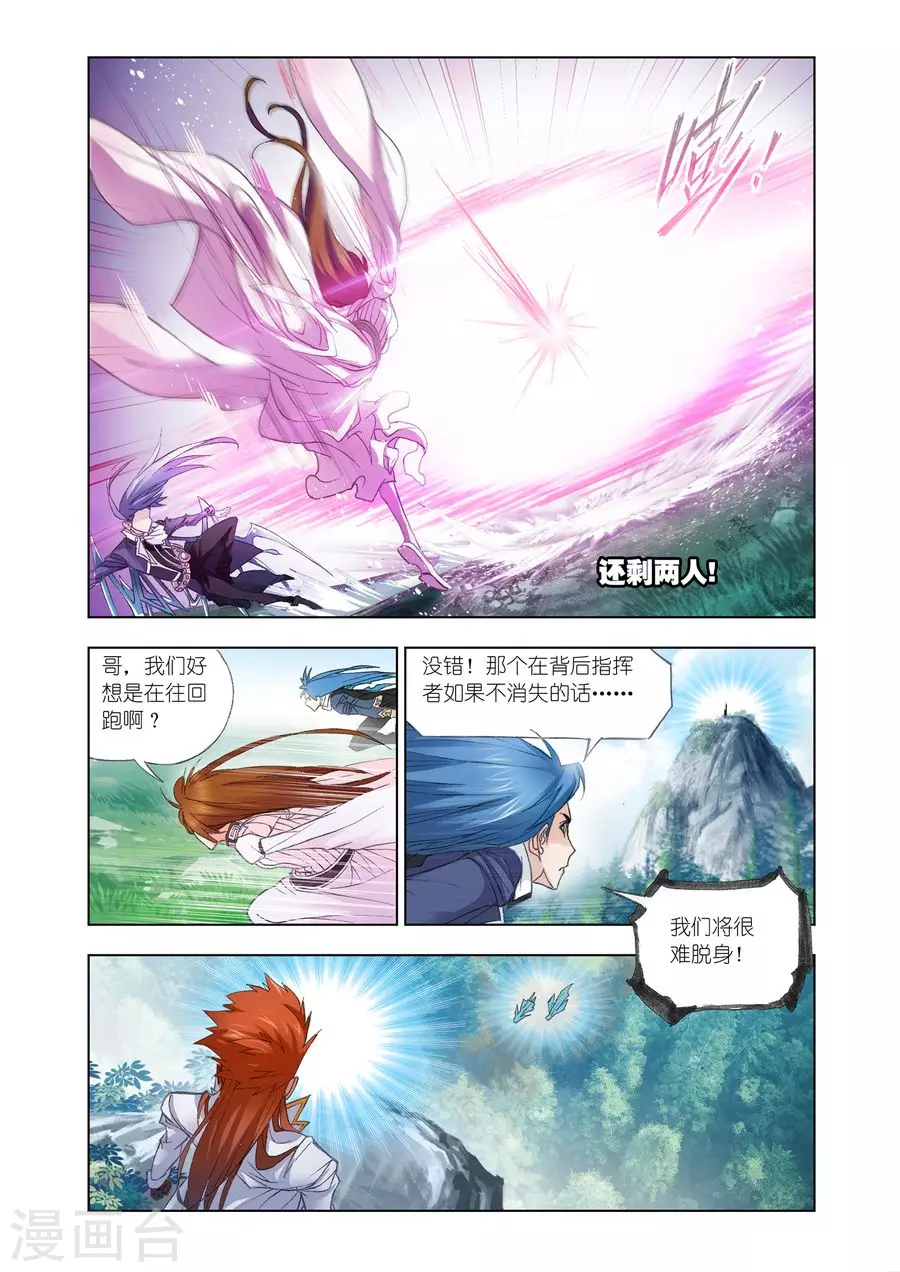 嘭!
还剩两人!
哥，我们好
想是在往回
跑啊？
没错！那个在背后指挥
者如果不消失的话……
我们将很
难脱身！
漫画台